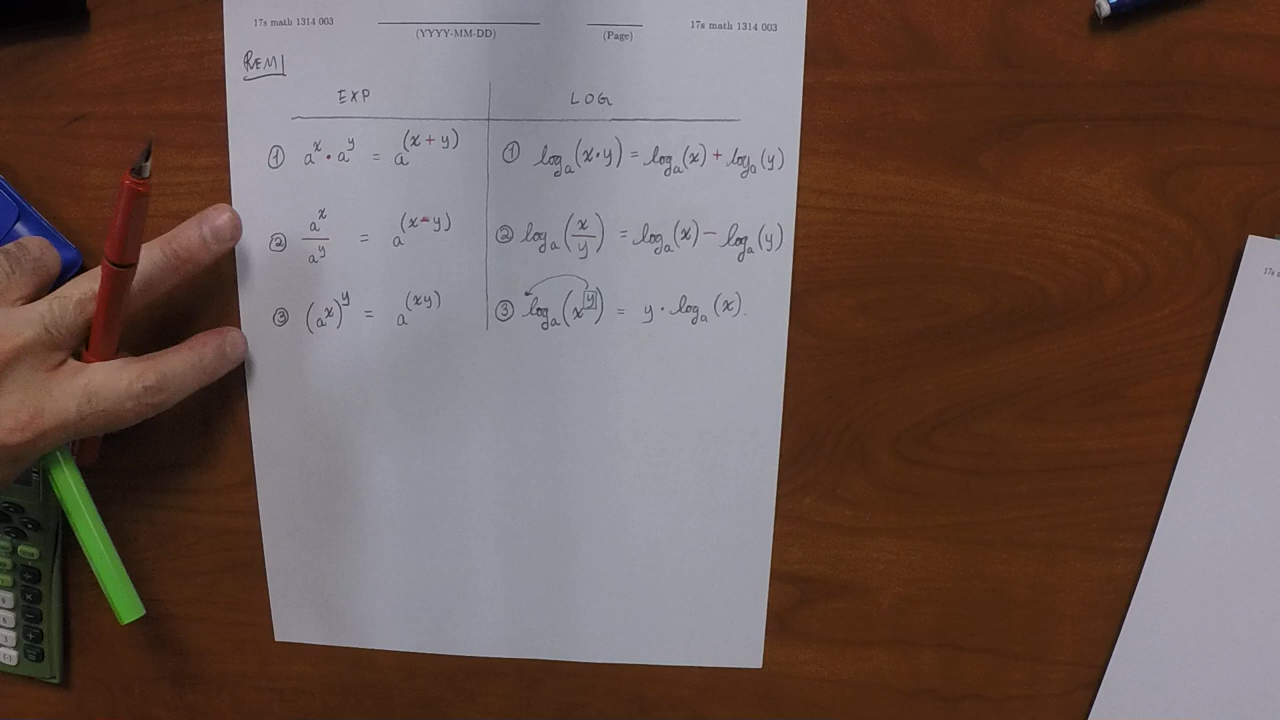 17s math 1314 003 (YYYY-MM-DD) (Page) 17s math 1314 003
REM
EXP LOG
① a^x · a^y = a^(x + y) ① log_a(x·y) = log_a(x) + log_a(y)
② a^x / a^y = a^(x - y) ② log_a(x/y) = log_a(x) − log_a(y)
③ (a^x)^y = a^(xy) ③ log_a(x^y) = y · log_a(x).